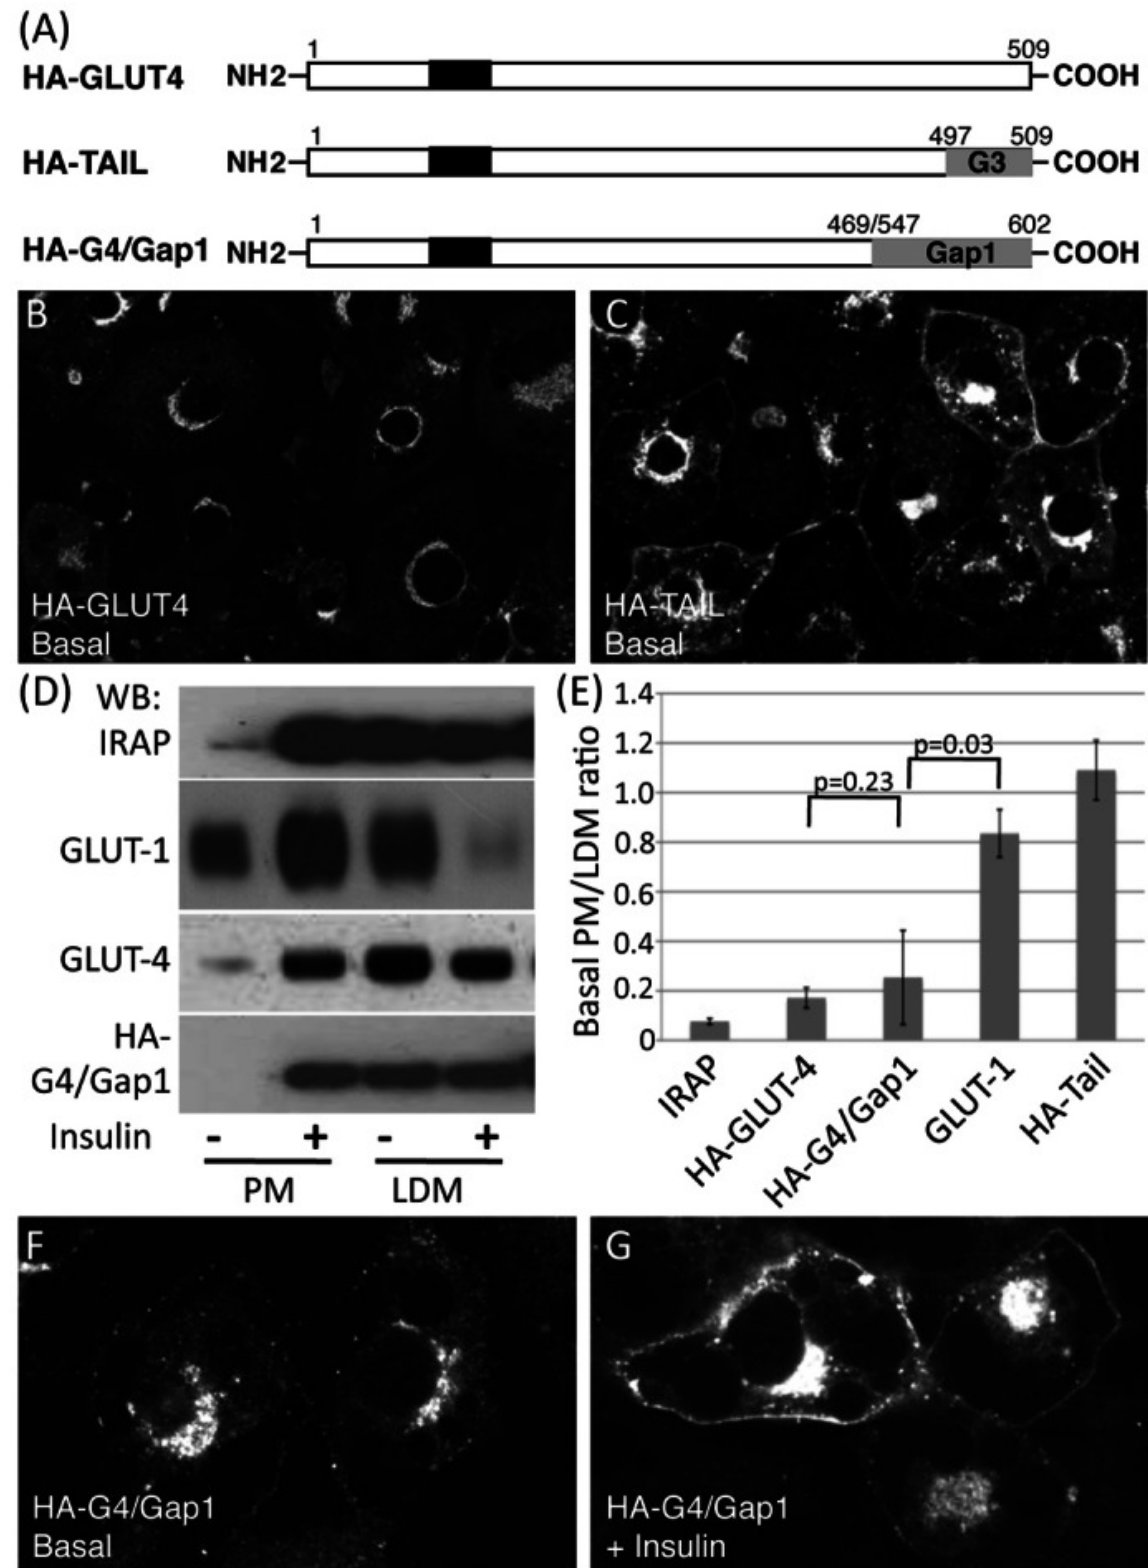 (A)
1 509
HA-GLUT4 NH2 COOH
1 497 509
HA-TAIL NH2 G3 COOH
1 469/547 602
HA-G4/Gap1 NH2 Gap1 COOH
B
HA-GLUT4
Basal
C
HA-TAIL
Basal
(D) WB:
IRAP
GLUT-1
GLUT-4
HA-
G4/Gap1
Insulin - + - +
PM LDM
(E)
Basal PM/LDM ratio
1.4
1.2
1.0
0.8
0.6
0.4
0.2
0
p=0.23
p=0.03
IRAP
HA-GLUT-4
HA-G4/Gap1
GLUT-1
HA-Tail
F
HA-G4/Gap1
Basal
G
HA-G4/Gap1
+ Insulin